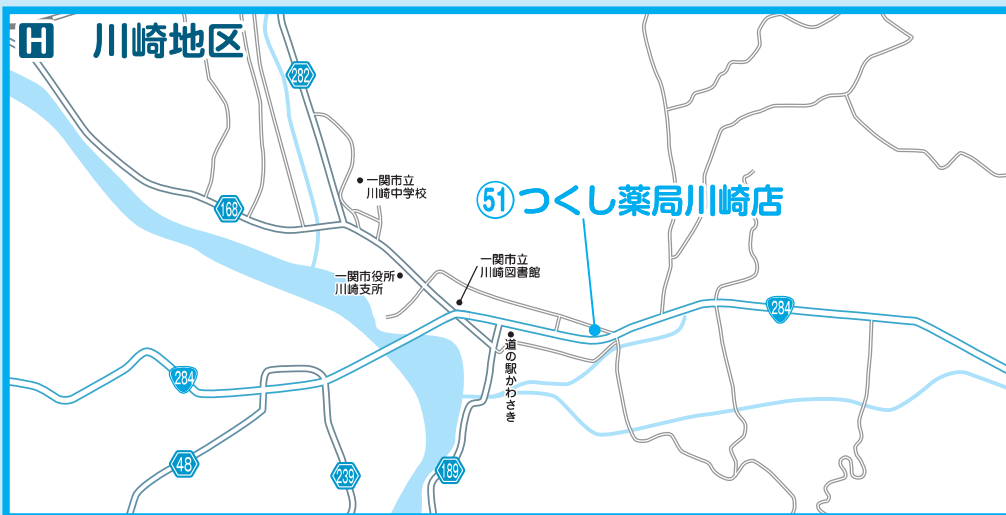 H 川崎地区
282
一関市立
川崎中学校
168
51つくし薬局川崎店
一関市立
川崎図書館
一関市役所
川崎支所
284
道の駅かわさき
284
48
239
189